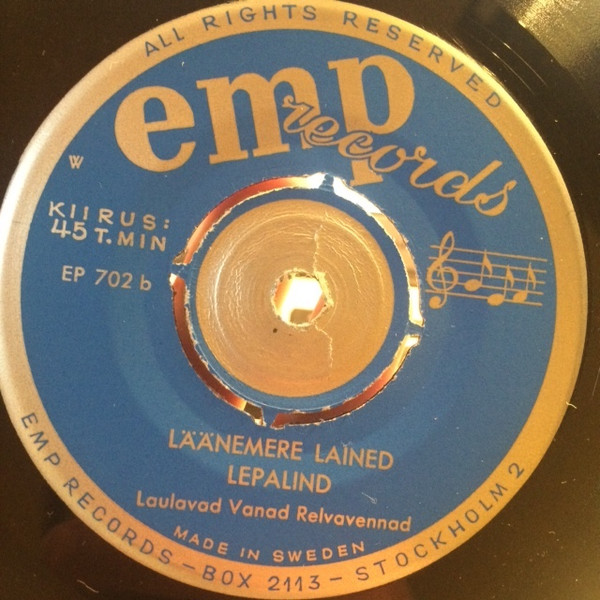 ALL RIGHTS RESERVED
emp
records
W
KIIRUS:
45 T. MIN
EP 702 b
LÄÄNEMERE LAINED
LEPALIND
Laulavad Vanad Relvavennad
MADE IN SWEDEN
EMP RECORDS – BOX 2113 – STOCKHOLM 2